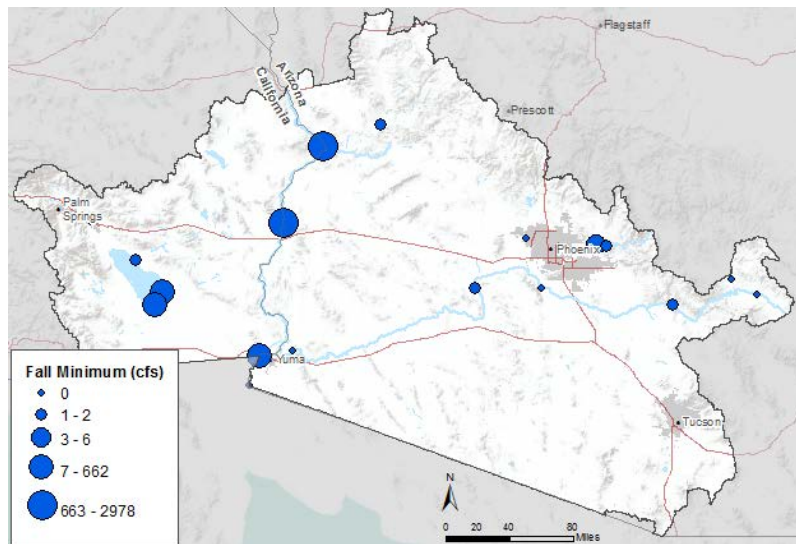 Flagstaff
Arizona
California
Prescott
Palm
Springs
Phoenix
Yuma
Tucson
Fall Minimum (cfs)
0
1 - 2
3 - 6
7 - 662
663 - 2978
N
0 20 40 80
Miles